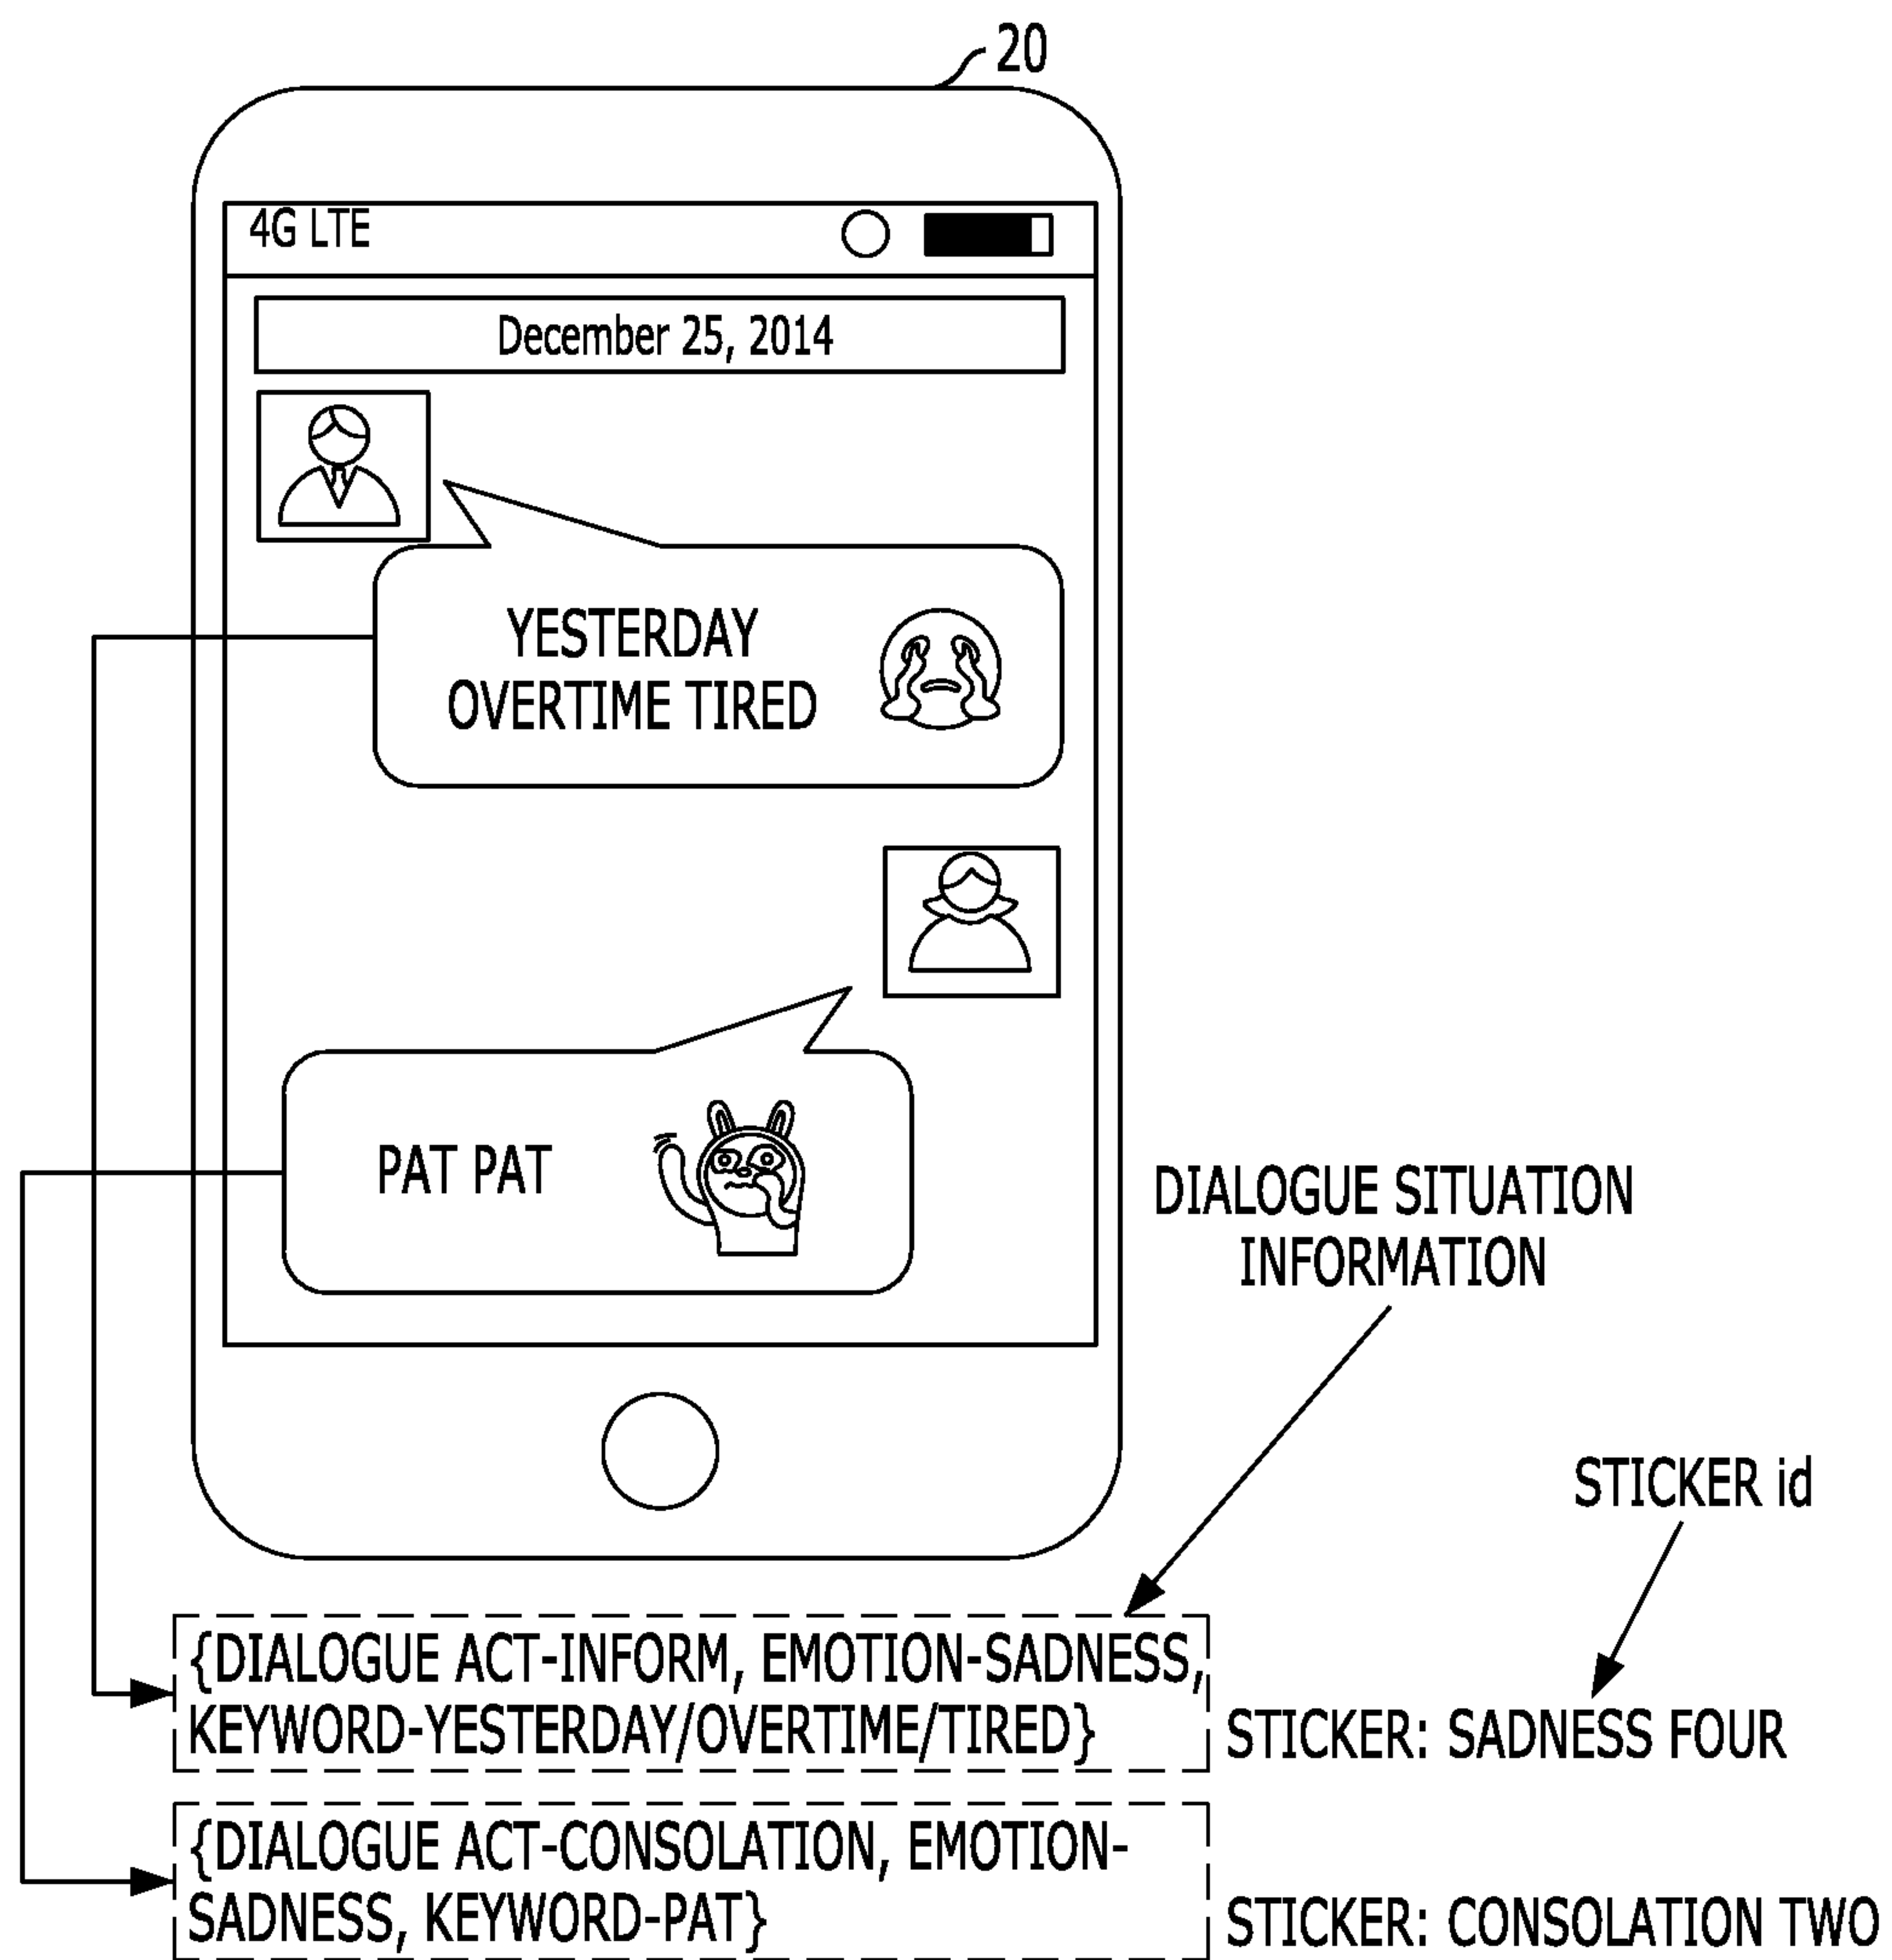 20
4G LTE
December 25, 2014
YESTERDAY
OVERTIME TIRED
PAT PAT
DIALOGUE SITUATION
INFORMATION
STICKER id
{DIALOGUE ACT-INFORM, EMOTION-SADNESS,
KEYWORD-YESTERDAY/OVERTIME/TIRED}
STICKER: SADNESS FOUR
{DIALOGUE ACT-CONSOLATION, EMOTION-
SADNESS, KEYWORD-PAT}
STICKER: CONSOLATION TWO